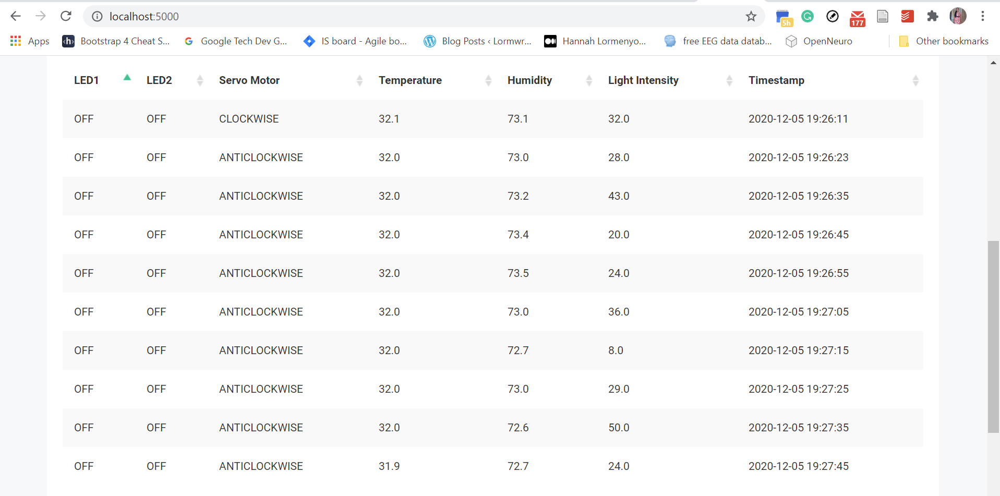 localhost:5000
5h
177
Apps <h> Bootstrap 4 Cheat S... Google Tech Dev G... IS board - Agile bo... Blog Posts ‹ Lormwr... Hannah Lormenyo... free EEG data datab... OpenNeuro Other bookmarks
LED1 LED2 Servo Motor Temperature Humidity Light Intensity Timestamp
OFF OFF CLOCKWISE 32.1 73.1 32.0 2020-12-05 19:26:11
OFF OFF ANTICLOCKWISE 32.0 73.0 28.0 2020-12-05 19:26:23
OFF OFF ANTICLOCKWISE 32.0 73.2 43.0 2020-12-05 19:26:35
OFF OFF ANTICLOCKWISE 32.0 73.4 20.0 2020-12-05 19:26:45
OFF OFF ANTICLOCKWISE 32.0 73.5 24.0 2020-12-05 19:26:55
OFF OFF ANTICLOCKWISE 32.0 73.0 36.0 2020-12-05 19:27:05
OFF OFF ANTICLOCKWISE 32.0 72.7 8.0 2020-12-05 19:27:15
OFF OFF ANTICLOCKWISE 32.0 73.0 29.0 2020-12-05 19:27:25
OFF OFF ANTICLOCKWISE 32.0 72.6 50.0 2020-12-05 19:27:35
OFF OFF ANTICLOCKWISE 31.9 72.7 24.0 2020-12-05 19:27:45